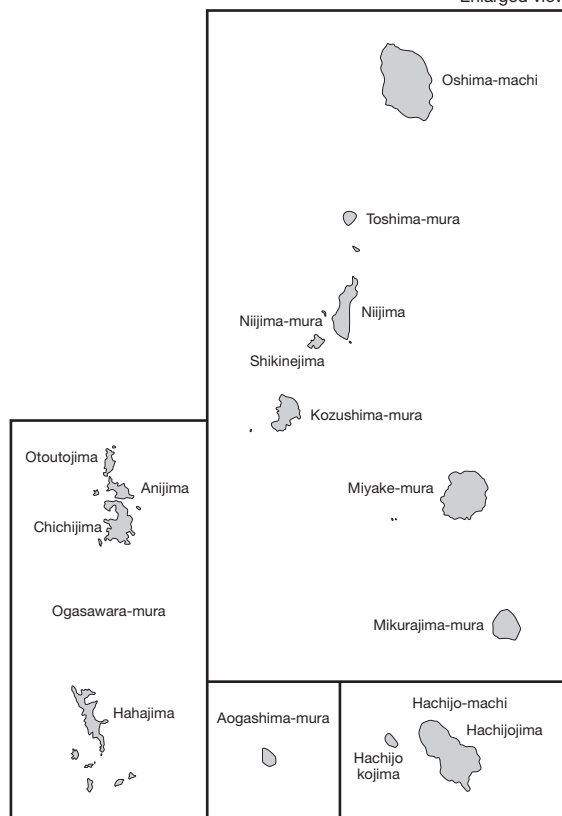 Enlarged view
Oshima-machi
Toshima-mura
Niijima
Niijima-mura
Shikinejima
Kozushima-mura
Otoutojima
Anijima
Miyake-mura
Chichijima
Ogasawara-mura
Mikurajima-mura
Hahajima
Aogashima-mura
Hachijo-machi
Hachijojima
Hachijo
kojima